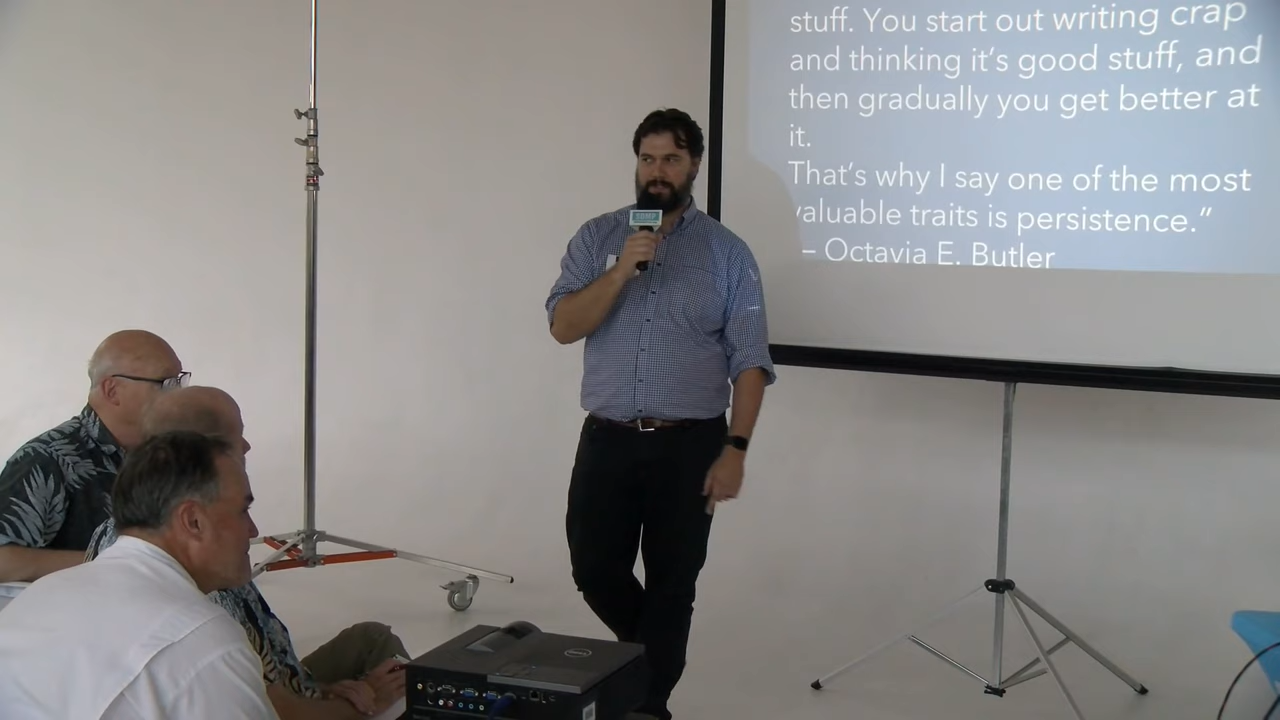 stuff. You start out writing crap
and thinking it's good stuff, and
then gradually you get better at
it.
That's why I say one of the most
valuable traits is persistence.”
– Octavia E. Butler
DELL